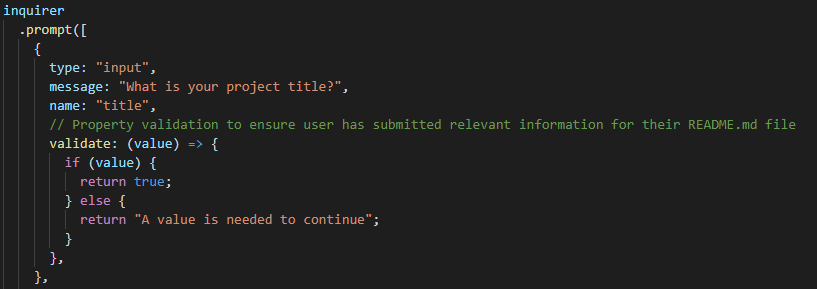 inquirer
.prompt([
{
type: "input",
message: "What is your project title?",
name: "title",
// Property validation to ensure user has submitted relevant information for their README.md file
validate: (value) => {
if (value) {
return true;
} else {
return "A value is needed to continue";
}
},
},